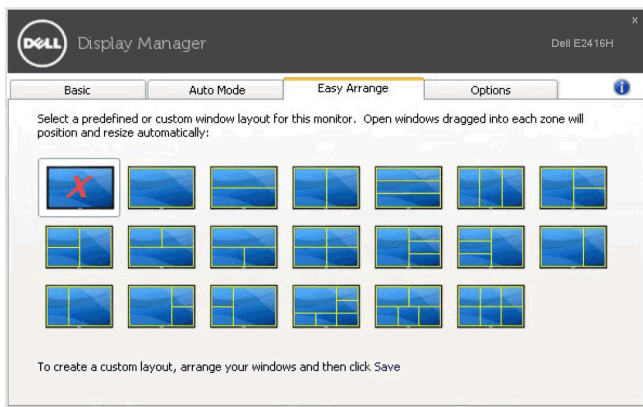 x
DELL Display Manager
Dell E2416H
Basic Auto Mode Easy Arrange Options i
Select a predefined or custom window layout for this monitor. Open windows dragged into each zone will
position and resize automatically:
X
To create a custom layout, arrange your windows and then click Save